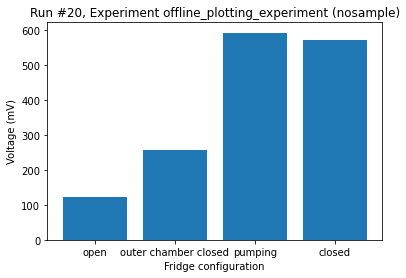 Run #20, Experiment offline_plotting_experiment (nosample)
Voltage (mV)
600
500
400
300
200
100
0
open outer chamber closed pumping closed
Fridge configuration